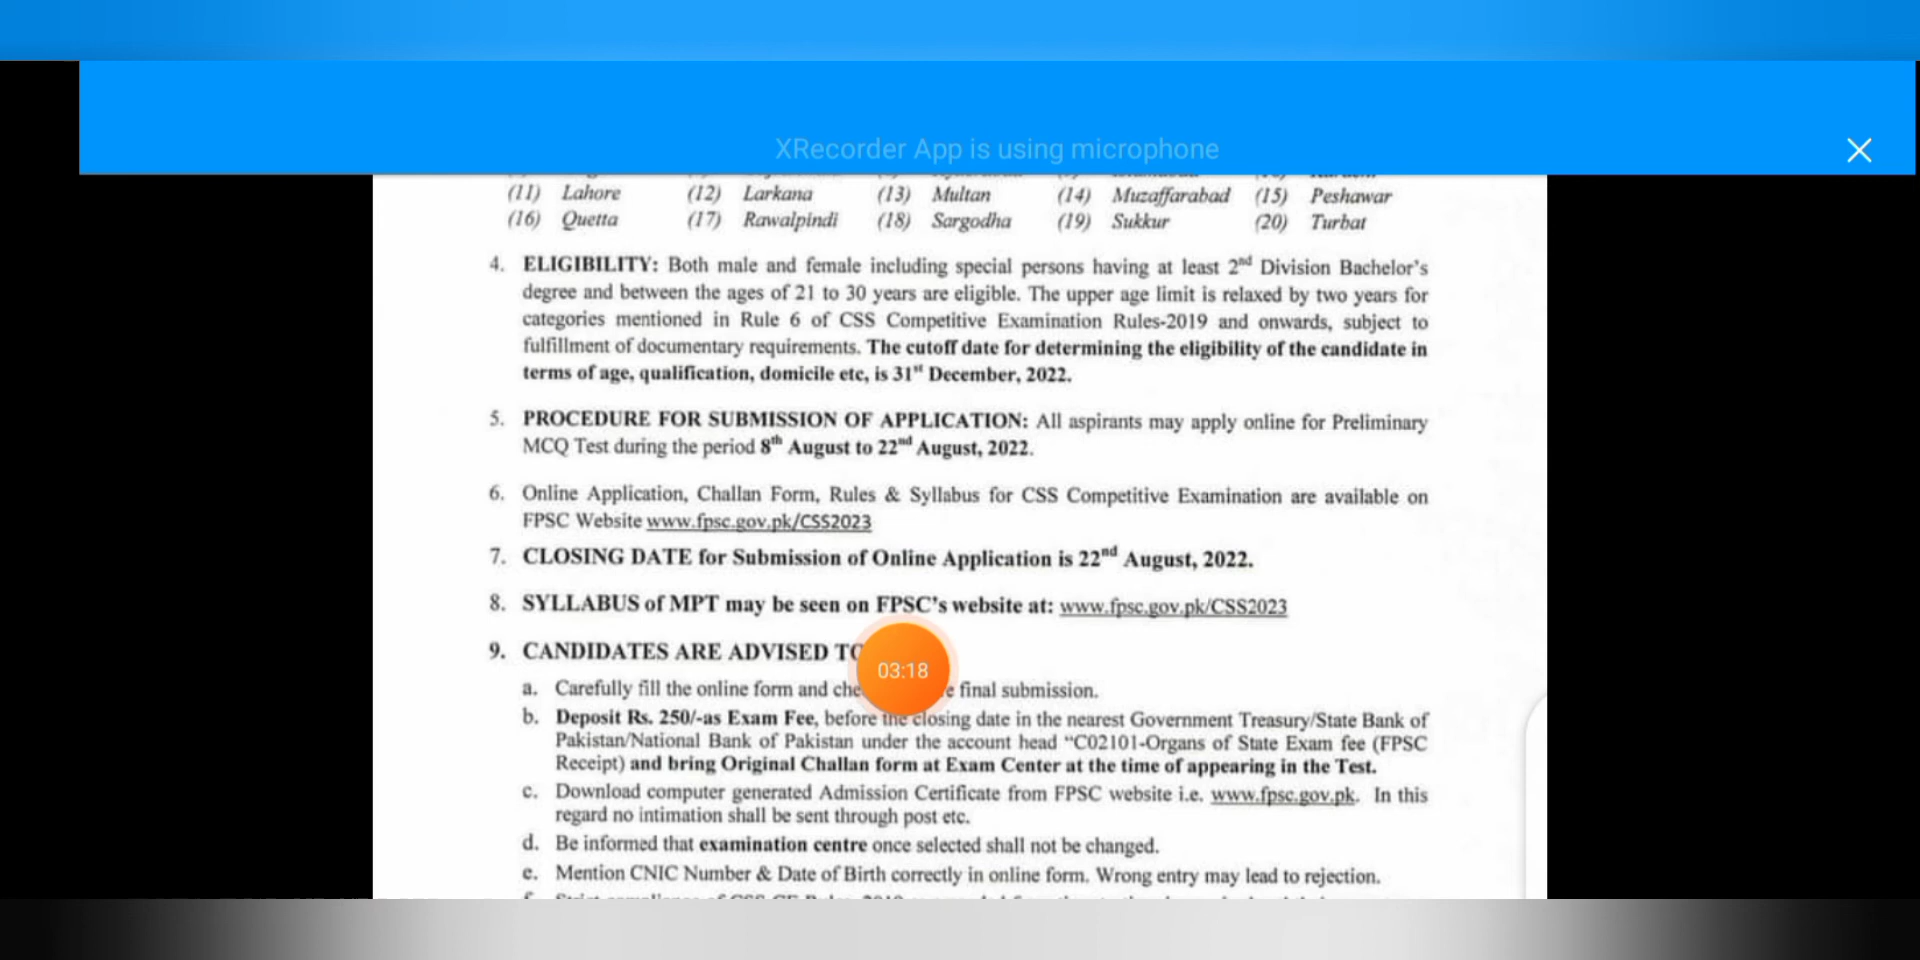 XRecorder App is using microphone
(11) Lahore (12) Larkana (13) Multan (14) Muzaffarabad (15) Peshawar
(16) Quetta (17) Rawalpindi (18) Sargodha (19) Sukkur (20) Turbat
4. ELIGIBILITY: Both male and female including special persons having at least 2nd Division Bachelor's
degree and between the ages of 21 to 30 years are eligible. The upper age limit is relaxed by two years for
categories mentioned in Rule 6 of CSS Competitive Examination Rules-2019 and onwards, subject to
fulfillment of documentary requirements. The cutoff date for determining the eligibility of the candidate in
terms of age, qualification, domicile etc, is 31st December, 2022.
5. PROCEDURE FOR SUBMISSION OF APPLICATION: All aspirants may apply online for Preliminary
MCQ Test during the period 8th August to 22nd August, 2022.
6. Online Application, Challan Form, Rules & Syllabus for CSS Competitive Examination are available on
FPSC Website www.fpsc.gov.pk/CSS2023
7. CLOSING DATE for Submission of Online Application is 22nd August, 2022.
8. SYLLABUS of MPT may be seen on FPSC's website at: www.fpsc.gov.pk/CSS2023
9. CANDIDATES ARE ADVISED TO
03:18
a. Carefully fill the online form and final submission.
b. Deposit Rs. 250/-as Exam Fee, before the closing date in the nearest Government Treasury/State Bank of
Pakistan/National Bank of Pakistan under the account head "C02101-Organs of State Exam fee (FPSC
Receipt) and bring Original Challan form at Exam Center at the time of appearing in the Test.
c. Download computer generated Admission Certificate from FPSC website i.e. www.fpsc.gov.pk. In this
regard no intimation shall be sent through post etc.
d. Be informed that examination centre once selected shall not be changed.
e. Mention CNIC Number & Date of Birth correctly in online form. Wrong entry may lead to rejection.